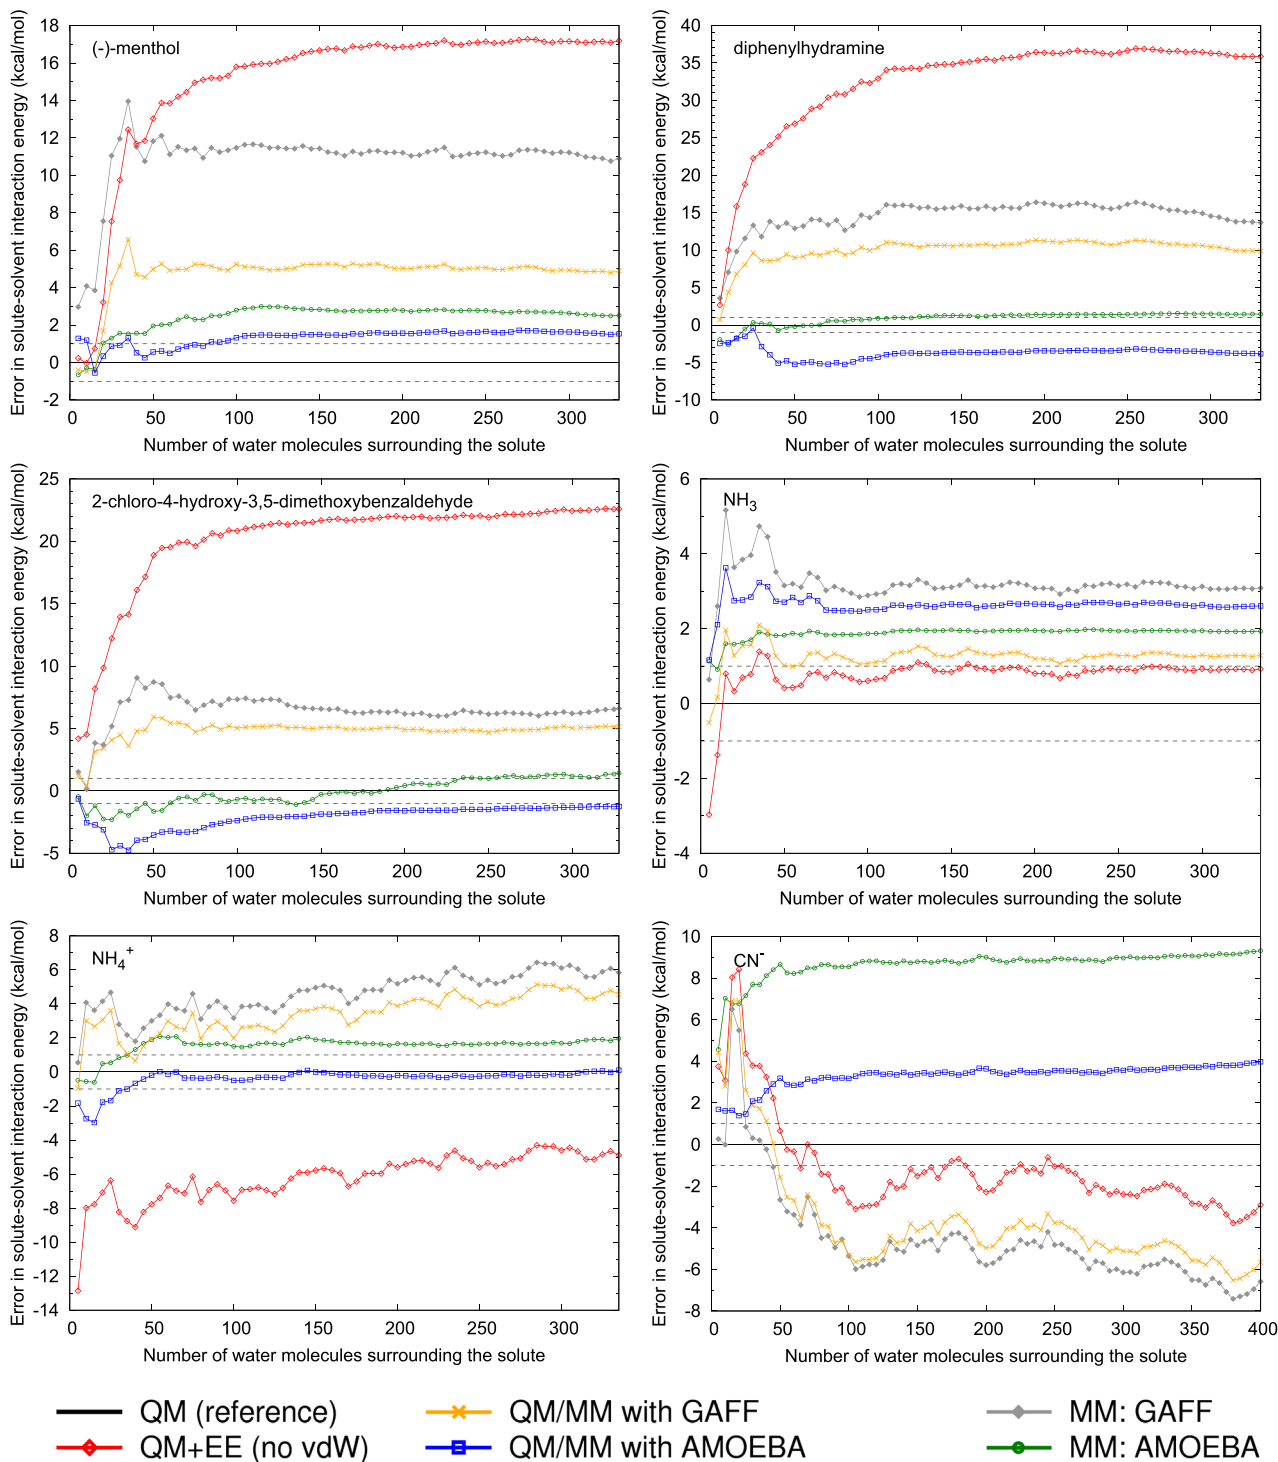 (-)-menthol
Error in solute-solvent interaction energy (kcal/mol)
18
16
14
12
10
8
6
4
2
0
-2
0 50 100 150 200 250 300
Number of water molecules surrounding the solute
diphenylhydramine
Error in solute-solvent interaction energy (kcal/mol)
40
35
30
25
20
15
10
5
0
-5
-10
0 50 100 150 200 250 300
Number of water molecules surrounding the solute
2-chloro-4-hydroxy-3,5-dimethoxybenzaldehyde
Error in solute-solvent interaction energy (kcal/mol)
25
20
15
10
5
0
-5
0 50 100 150 200 250 300
Number of water molecules surrounding the solute
NH3
Error in solute-solvent interaction energy (kcal/mol)
6
4
2
0
-2
-4
0 50 100 150 200 250 300
Number of water molecules surrounding the solute
NH4+
Error in solute-solvent interaction energy (kcal/mol)
8
6
4
2
0
-2
-4
-6
-8
-10
-12
-14
0 50 100 150 200 250 300
Number of water molecules surrounding the solute
CN-
Error in solute-solvent interaction energy (kcal/mol)
10
8
6
4
2
0
-2
-4
-6
-8
0 50 100 150 200 250 300 350 400
Number of water molecules surrounding the solute
QM (reference) QM/MM with GAFF MM: GAFF
QM+EE (no vdW) QM/MM with AMOEBA MM: AMOEBA